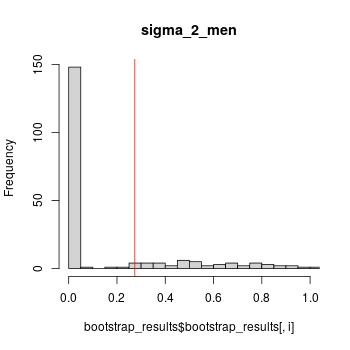 sigma_2_men
Frequency
150
100
50
0
0.0 0.2 0.4 0.6 0.8 1.0
bootstrap_results$bootstrap_results[, i]